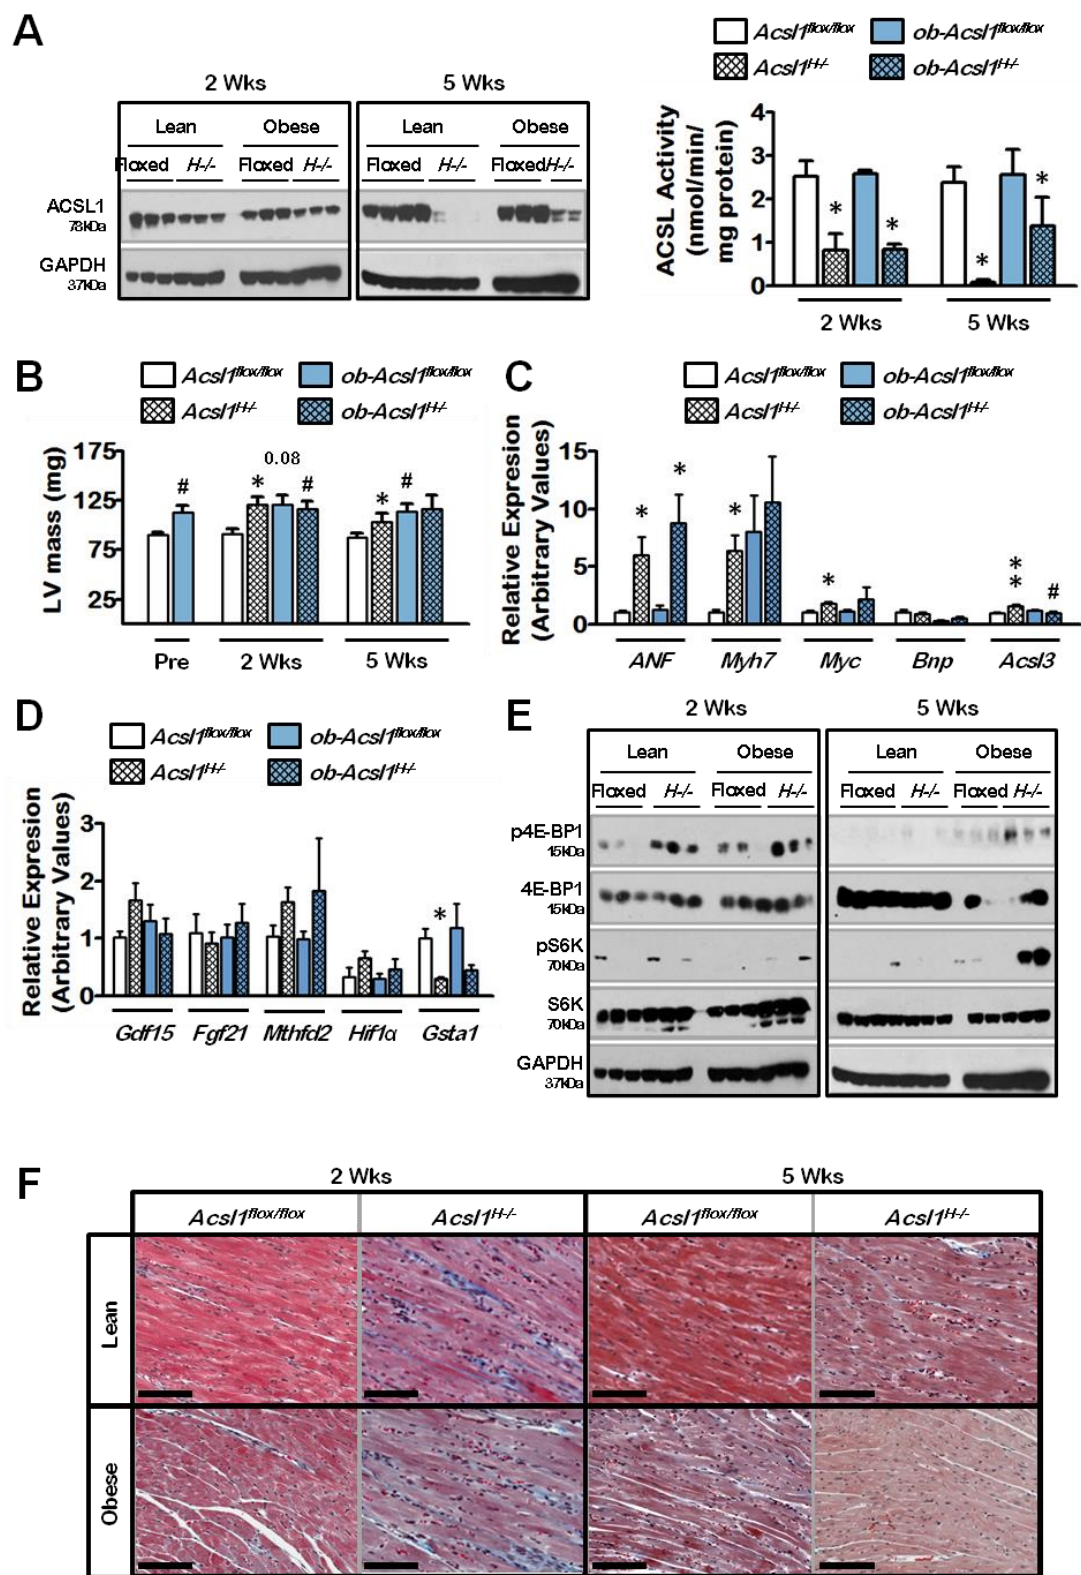 A
2 Wks
5 Wks
Lean
Obese
Lean
Obese
Floxed
H-/-
Floxed
H-/-
Floxed
H-/-
Floxed
H-/-
ACSL1
78kDa
GAPDH
37kDa
Acsl1flox/flox
ob-Acsl1flox/flox
Acsl1H-/-
ob-Acsl1H-/-
ACSL Activity
(nmol/min/
mg protein)
4
3
2
1
0
*
*
*
*
2 Wks
5 Wks
B
Acsl1flox/flox
ob-Acsl1flox/flox
Acsl1H-/-
ob-Acsl1H-/-
LV mass (mg)
175
125
75
25
#
0.08
*
#
*
#
Pre
2 Wks
5 Wks
C
Acsl1flox/flox
ob-Acsl1flox/flox
Acsl1H-/-
ob-Acsl1H-/-
Relative Expresion
(Arbitrary Values)
15
10
5
0
*
*
*
*
*
*
#
ANF
Myh7
Myc
Bnp
Acsl3
D
Acsl1flox/flox
ob-Acsl1flox/flox
Acsl1H-/-
ob-Acsl1H-/-
Relative Expresion
(Arbitrary Values)
3
2
1
0
*
Gdf15
Fgf21
Mthfd2
Hif1α
Gsta1
E
2 Wks
5 Wks
Lean
Obese
Lean
Obese
Floxed
H-/-
Floxed
H-/-
Floxed
H-/-
Floxed
H-/-
p4E-BP1
15kDa
4E-BP1
15kDa
pS6K
70kDa
S6K
70kDa
GAPDH
37kDa
F
2 Wks
5 Wks
Acsl1flox/flox
Acsl1H-/-
Acsl1flox/flox
Acsl1H-/-
Lean
Obese